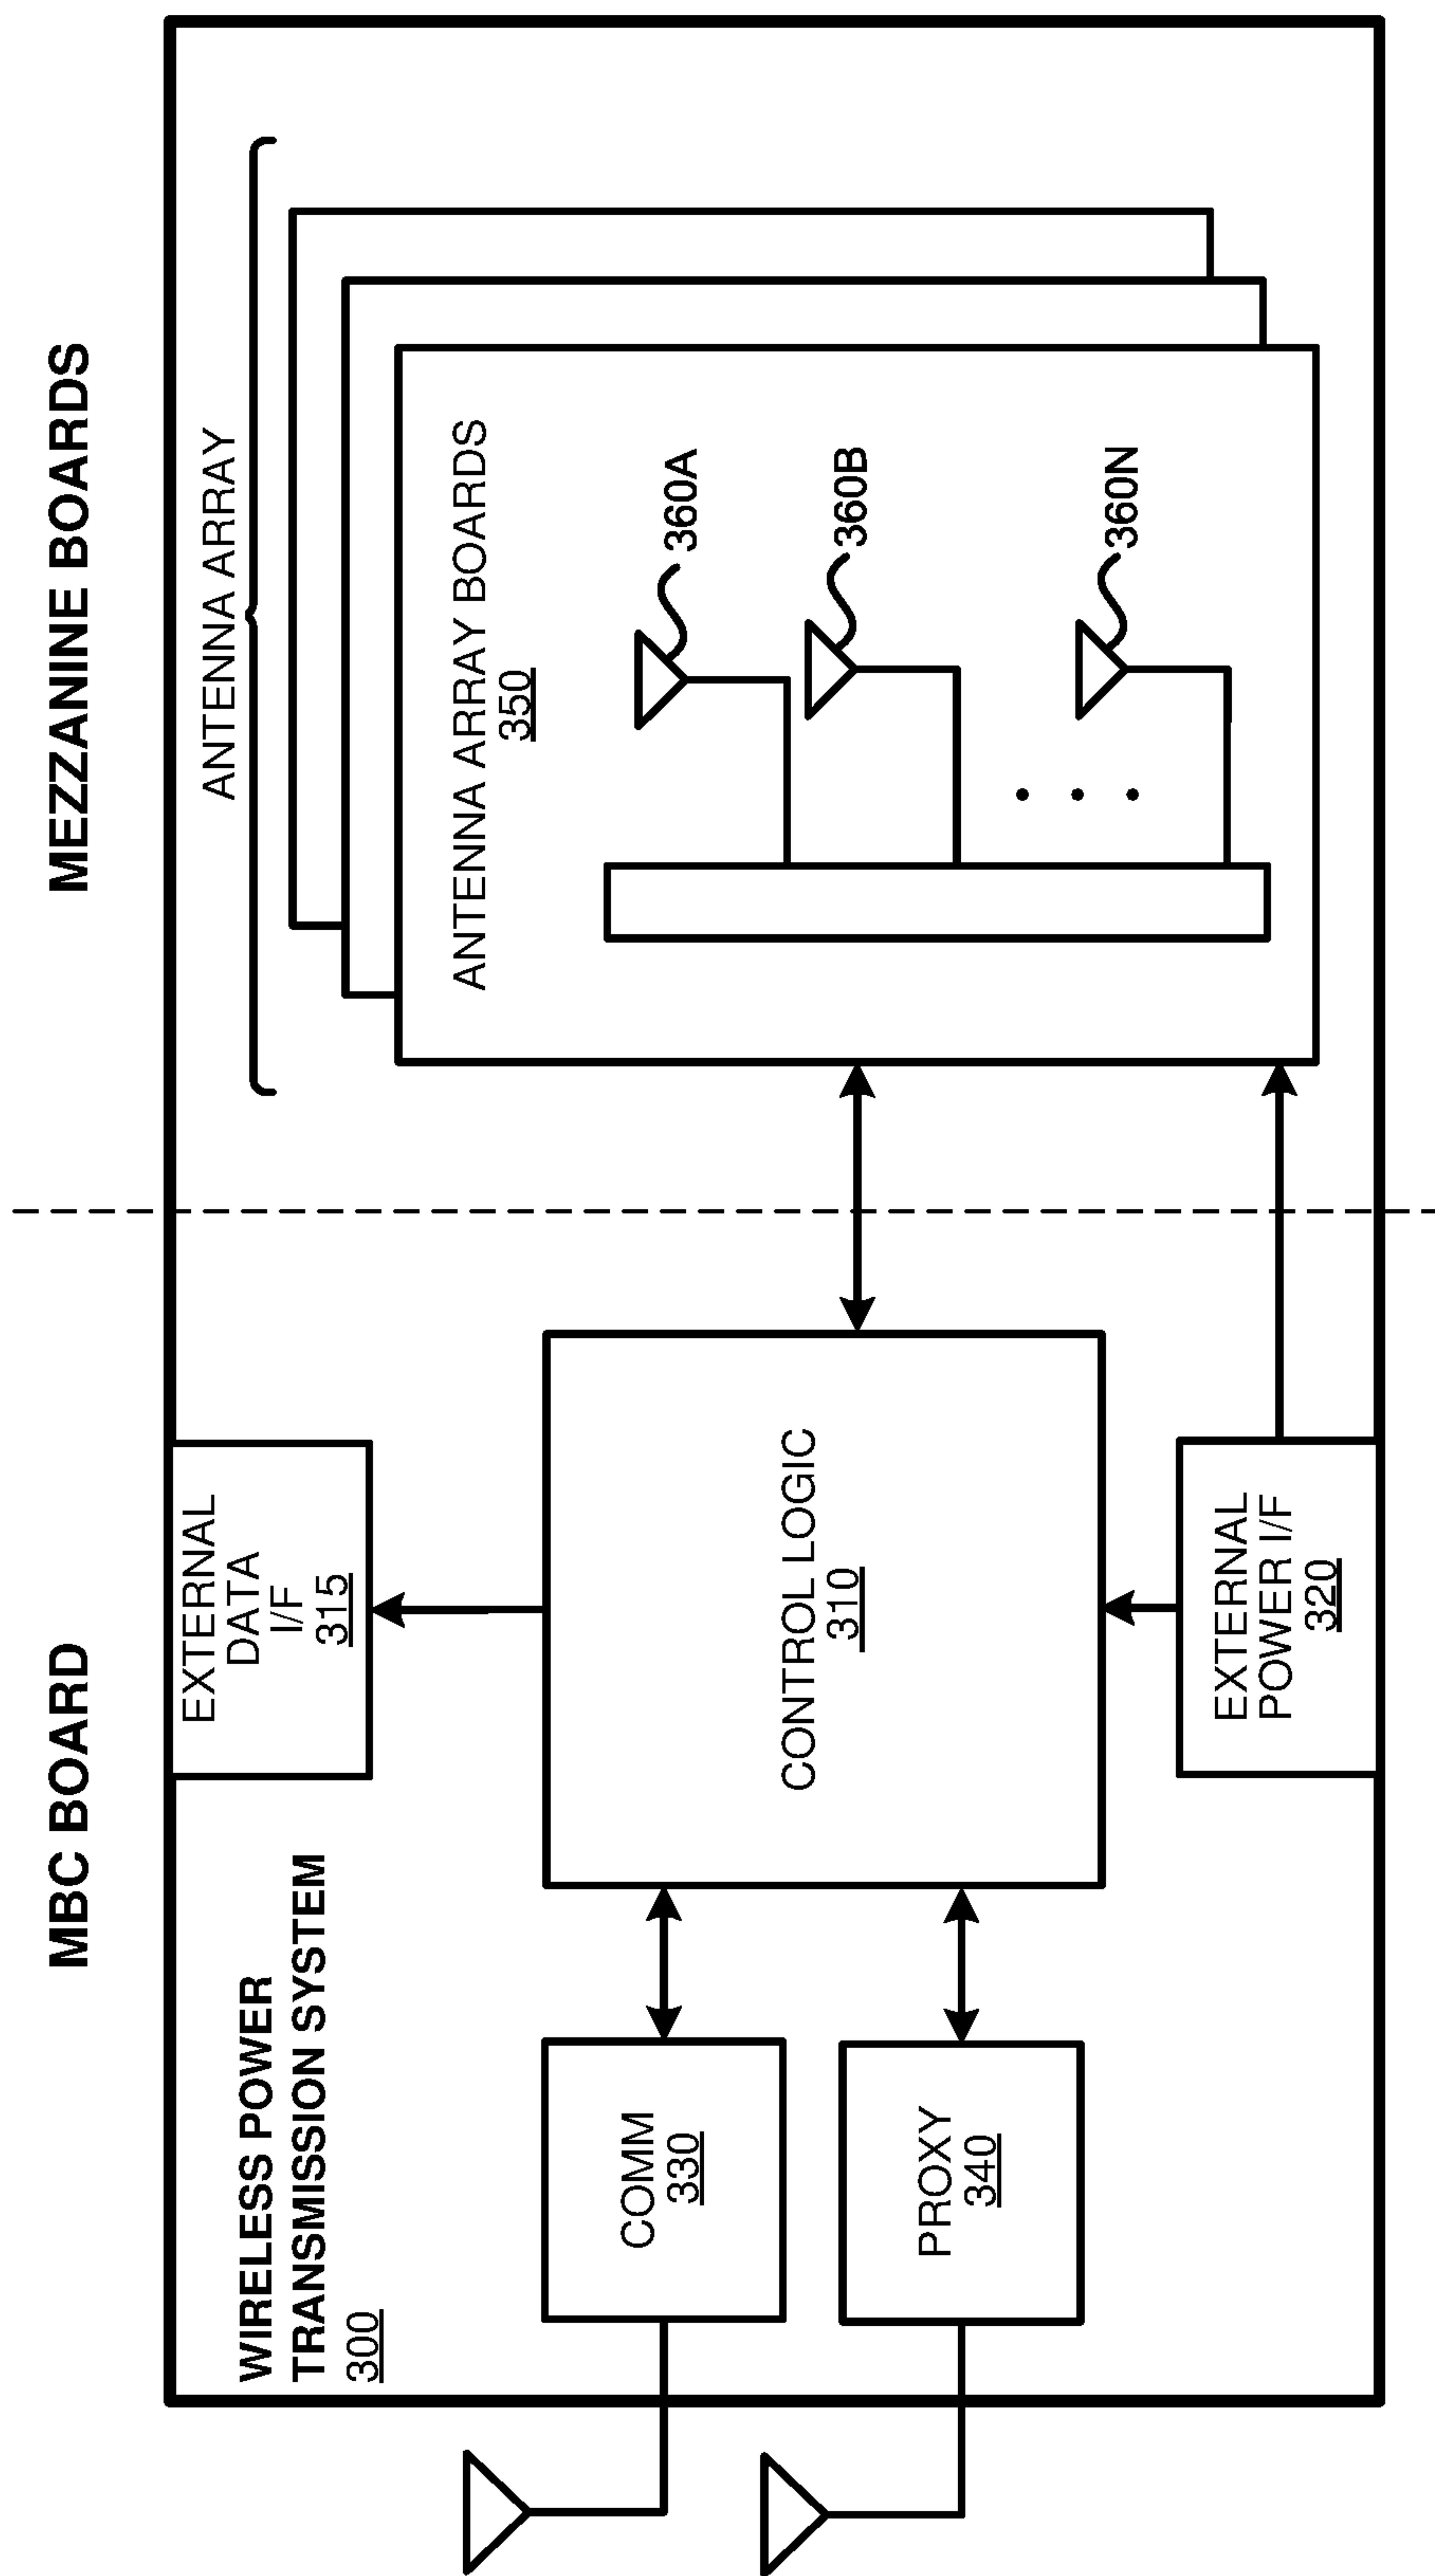 MBC BOARD
MEZZANINE BOARDS
WIRELESS POWER
TRANSMISSION SYSTEM
300
EXTERNAL
DATA
I/F
315
ANTENNA ARRAY
COMM
330
PROXY
340
CONTROL LOGIC
310
EXTERNAL
POWER I/F
320
ANTENNA ARRAY BOARDS
350
360A
360B
360N